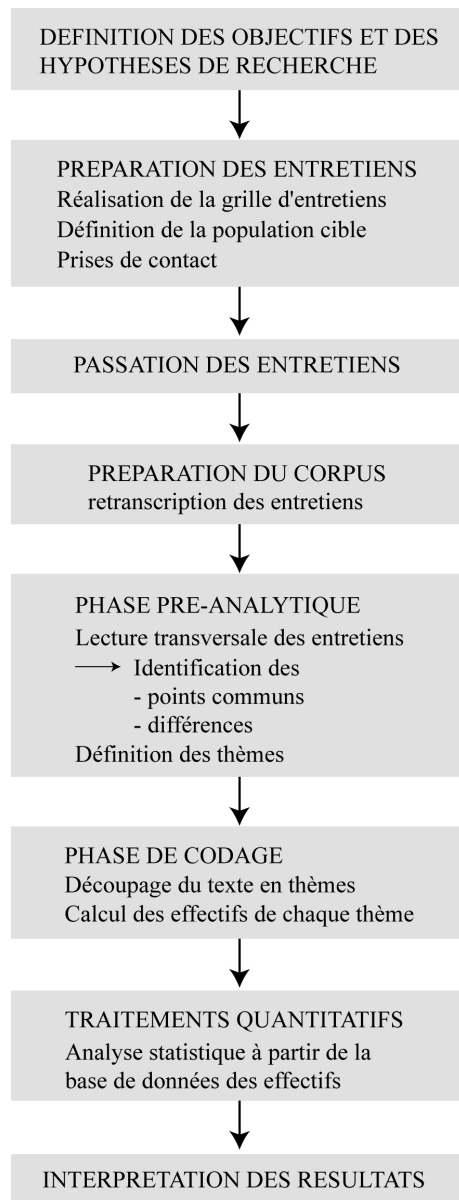 DEFINITION DES OBJECTIFS ET DES
HYPOTHESES DE RECHERCHE
PREPARATION DES ENTRETIENS
Réalisation de la grille d'entretiens
Définition de la population cible
Prises de contact
PASSATION DES ENTRETIENS
PREPARATION DU CORPUS
retranscription des entretiens
PHASE PRE-ANALYTIQUE
Lecture transversale des entretiens
Identification des
- points communs
- différences
Définition des thèmes
PHASE DE CODAGE
Découpage du texte en thèmes
Calcul des effectifs de chaque thème
TRAITEMENTS QUANTITATIFS
Analyse statistique à partir de la
base de données des effectifs
INTERPRETATION DES RESULTATS